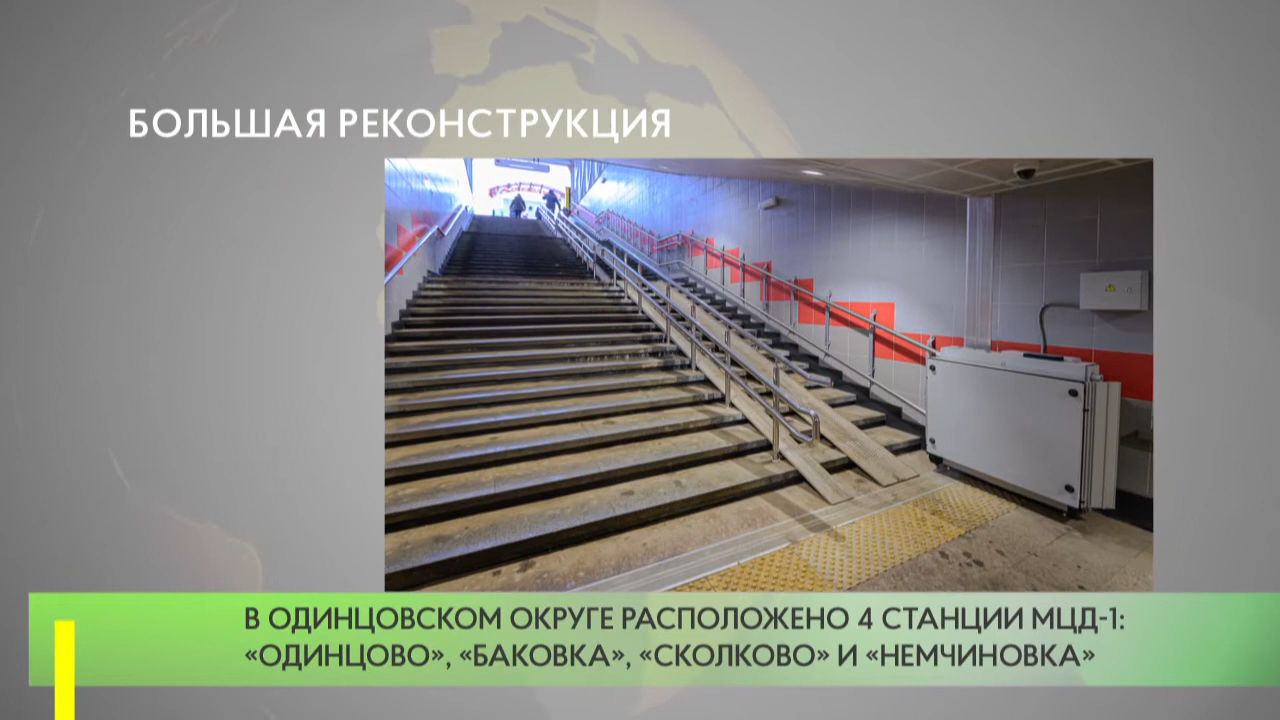 БОЛЬШАЯ РЕКОНСТРУКЦИЯ
В ОДИНЦОВСКОМ ОКРУГЕ РАСПОЛОЖЕНО 4 СТАНЦИИ МЦД-1:
«ОДИНЦОВО», «БАКОВКА», «СКОЛКОВО» И «НЕМЧИНОВКА»